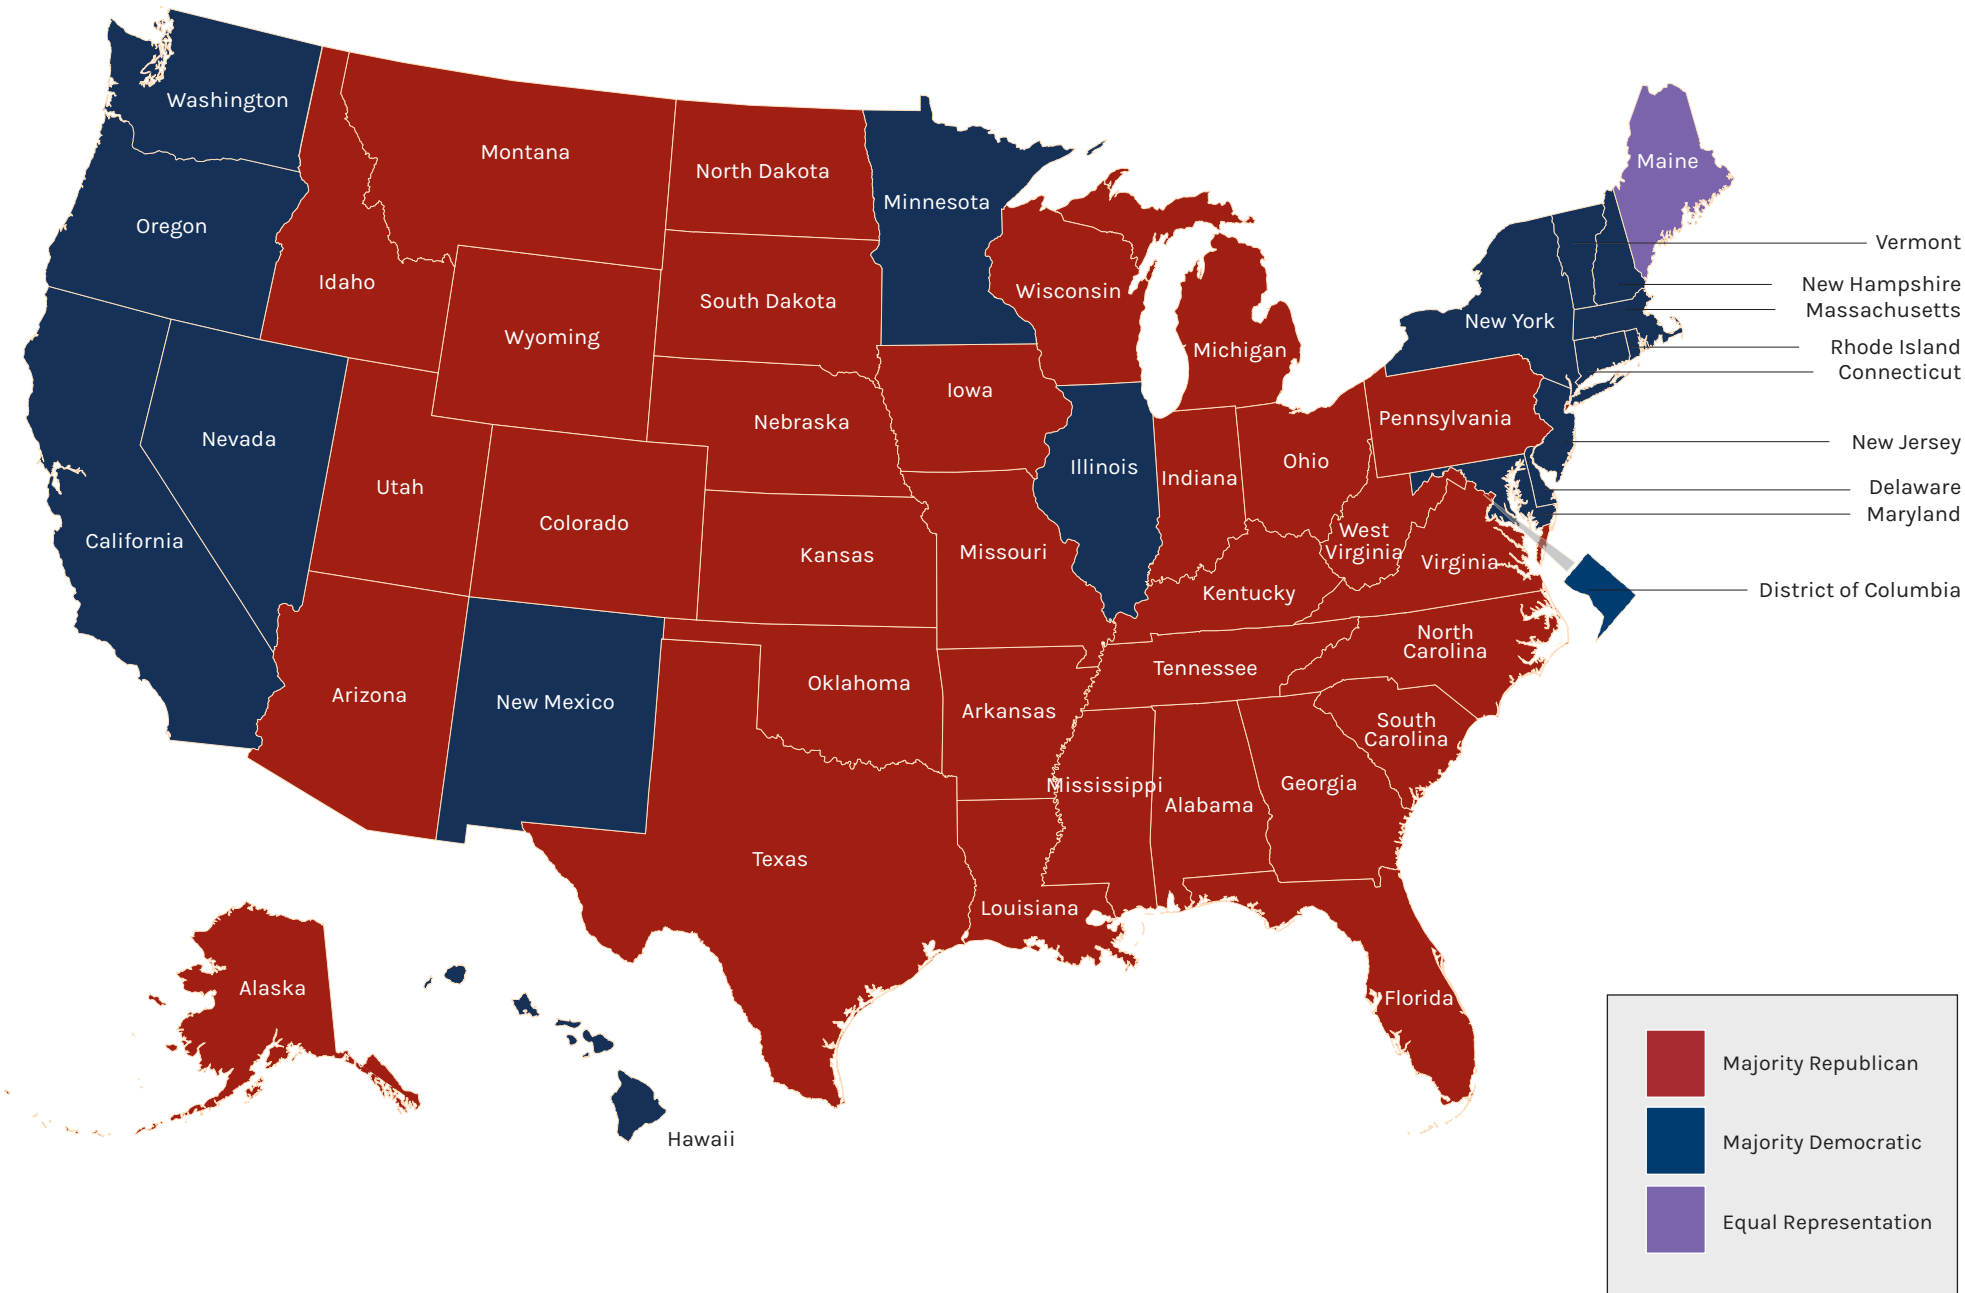 Washington
Montana
North Dakota
Minnesota
Maine
Oregon
Idaho
Wyoming
South Dakota
Wisconsin
Michigan
New York
Vermont
New Hampshire
Massachusetts
Rhode Island
Connecticut
New Jersey
Delaware
Maryland
District of Columbia
Nevada
Utah
Colorado
Nebraska
Iowa
Illinois
Indiana
Ohio
Pennsylvania
California
Kansas
Missouri
Kentucky
West
Virginia
Virginia
Arizona
New Mexico
Oklahoma
Arkansas
Tennessee
North
Carolina
South
Carolina
Texas
Louisiana
Mississippi
Alabama
Georgia
Florida
Alaska
Hawaii
Majority Republican
Majority Democratic
Equal Representation